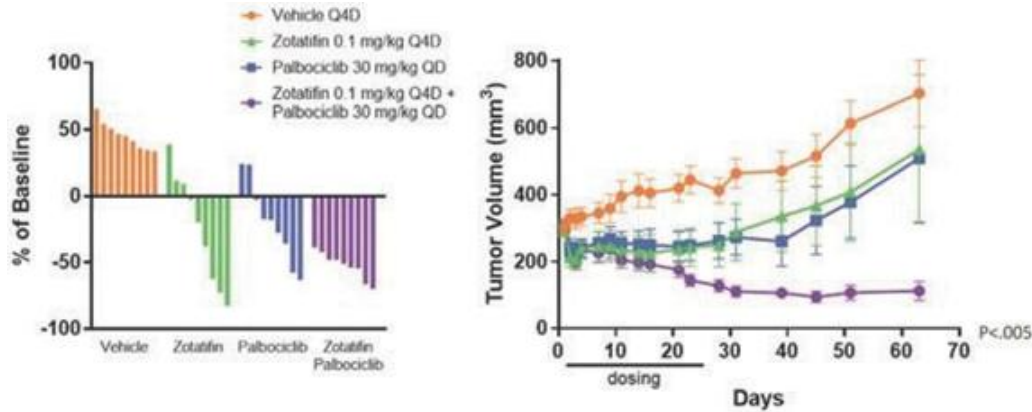 Vehicle Q4D
Zotatifin 0.1 mg/kg Q4D
Palbociclib 30 mg/kg QD
Zotatifin 0.1 mg/kg Q4D +
Palbociclib 30 mg/kg QD
% of Baseline
100
50
0
-50
-100
Vehicle
Zotatifin
Palbociclib
Zotatifin
Palbociclib
Tumor Volume (mm³)
800
600
400
200
0
0 10 20 30 40 50 60 70
P<.005
dosing
Days